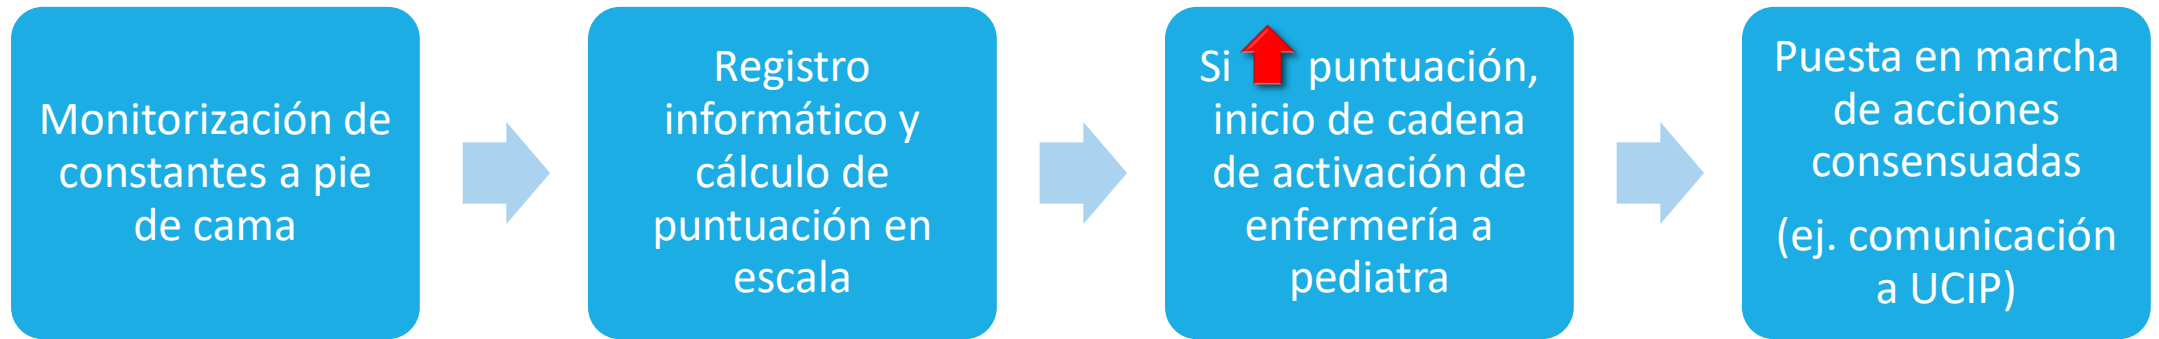 Monitorización de
constantes a pie
de cama
Registro
informático y
cálculo de
puntuación en
escala
Si puntuación,
inicio de cadena
de activación de
enfermería a
pediatra
Puesta en marcha
de acciones
consensuadas
(ej. comunicación
a UCIP)